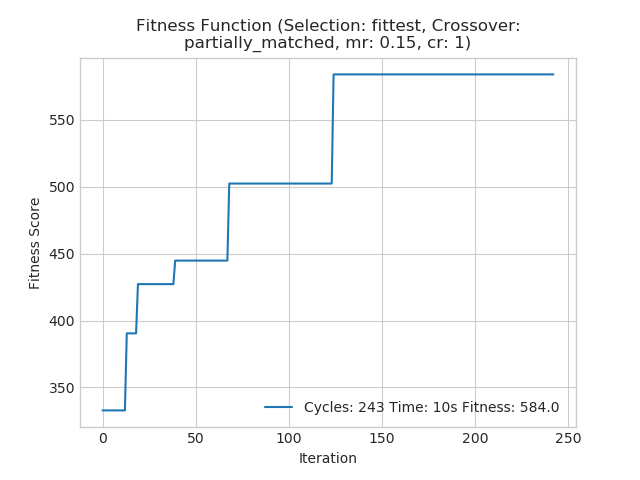 Fitness Function (Selection: fittest, Crossover:
partially_matched, mr: 0.15, cr: 1)
Fitness Score
550
500
450
400
350
Cycles: 243 Time: 10s Fitness: 584.0
0 50 100 150 200 250
Iteration